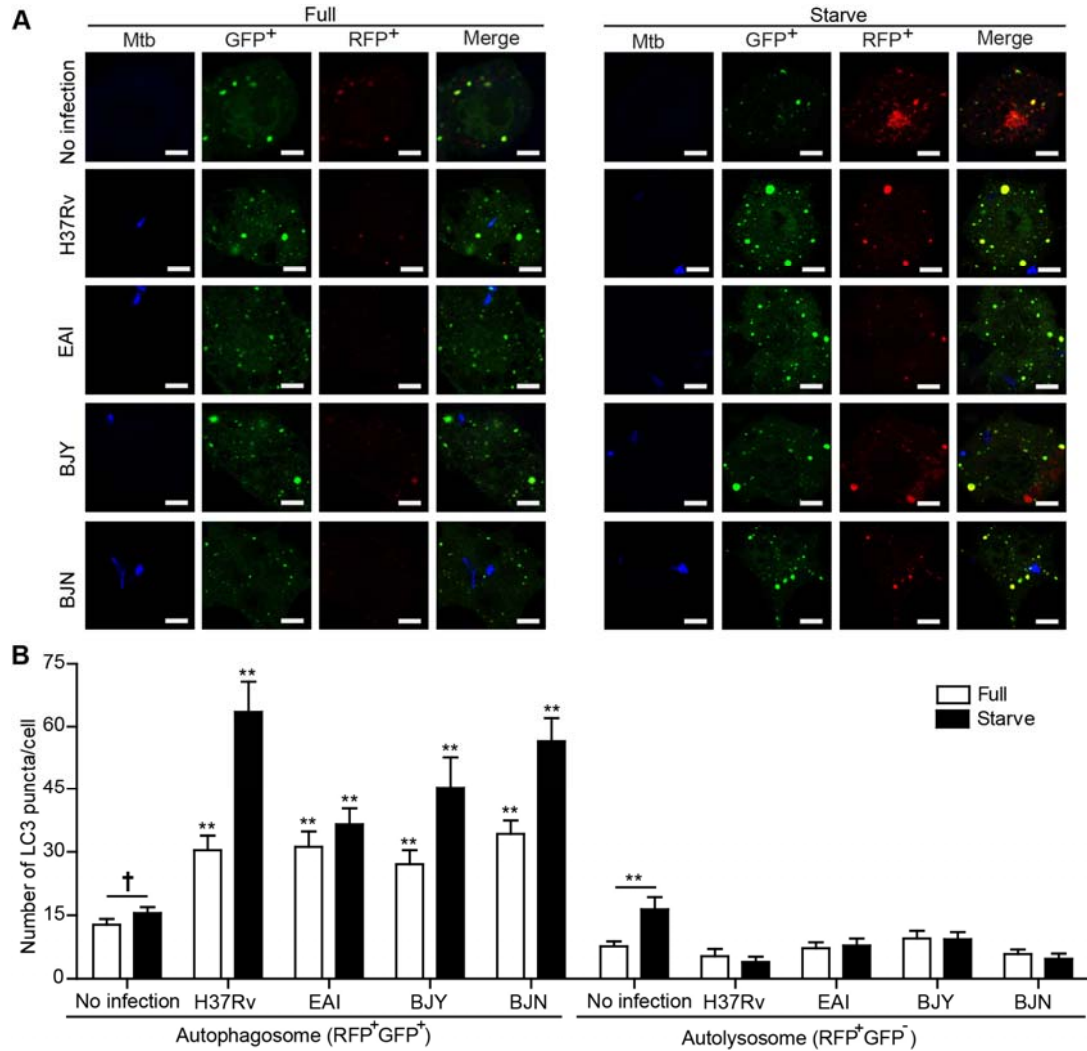 A
Full
Starve
Mtb GFP+ RFP+ Merge
Mtb GFP+ RFP+ Merge
No infection
H37Rv
EAI
BJY
BJN
B
Number of LC3 puncta/cell
75
60
45
30
15
0
† ** ** ** ** ** ** ** ** **
Full
Starve
No infection H37Rv EAI BJY BJN No infection H37Rv EAI BJY BJN
Autophagosome (RFP+GFP+) Autolysosome (RFP+GFP-)